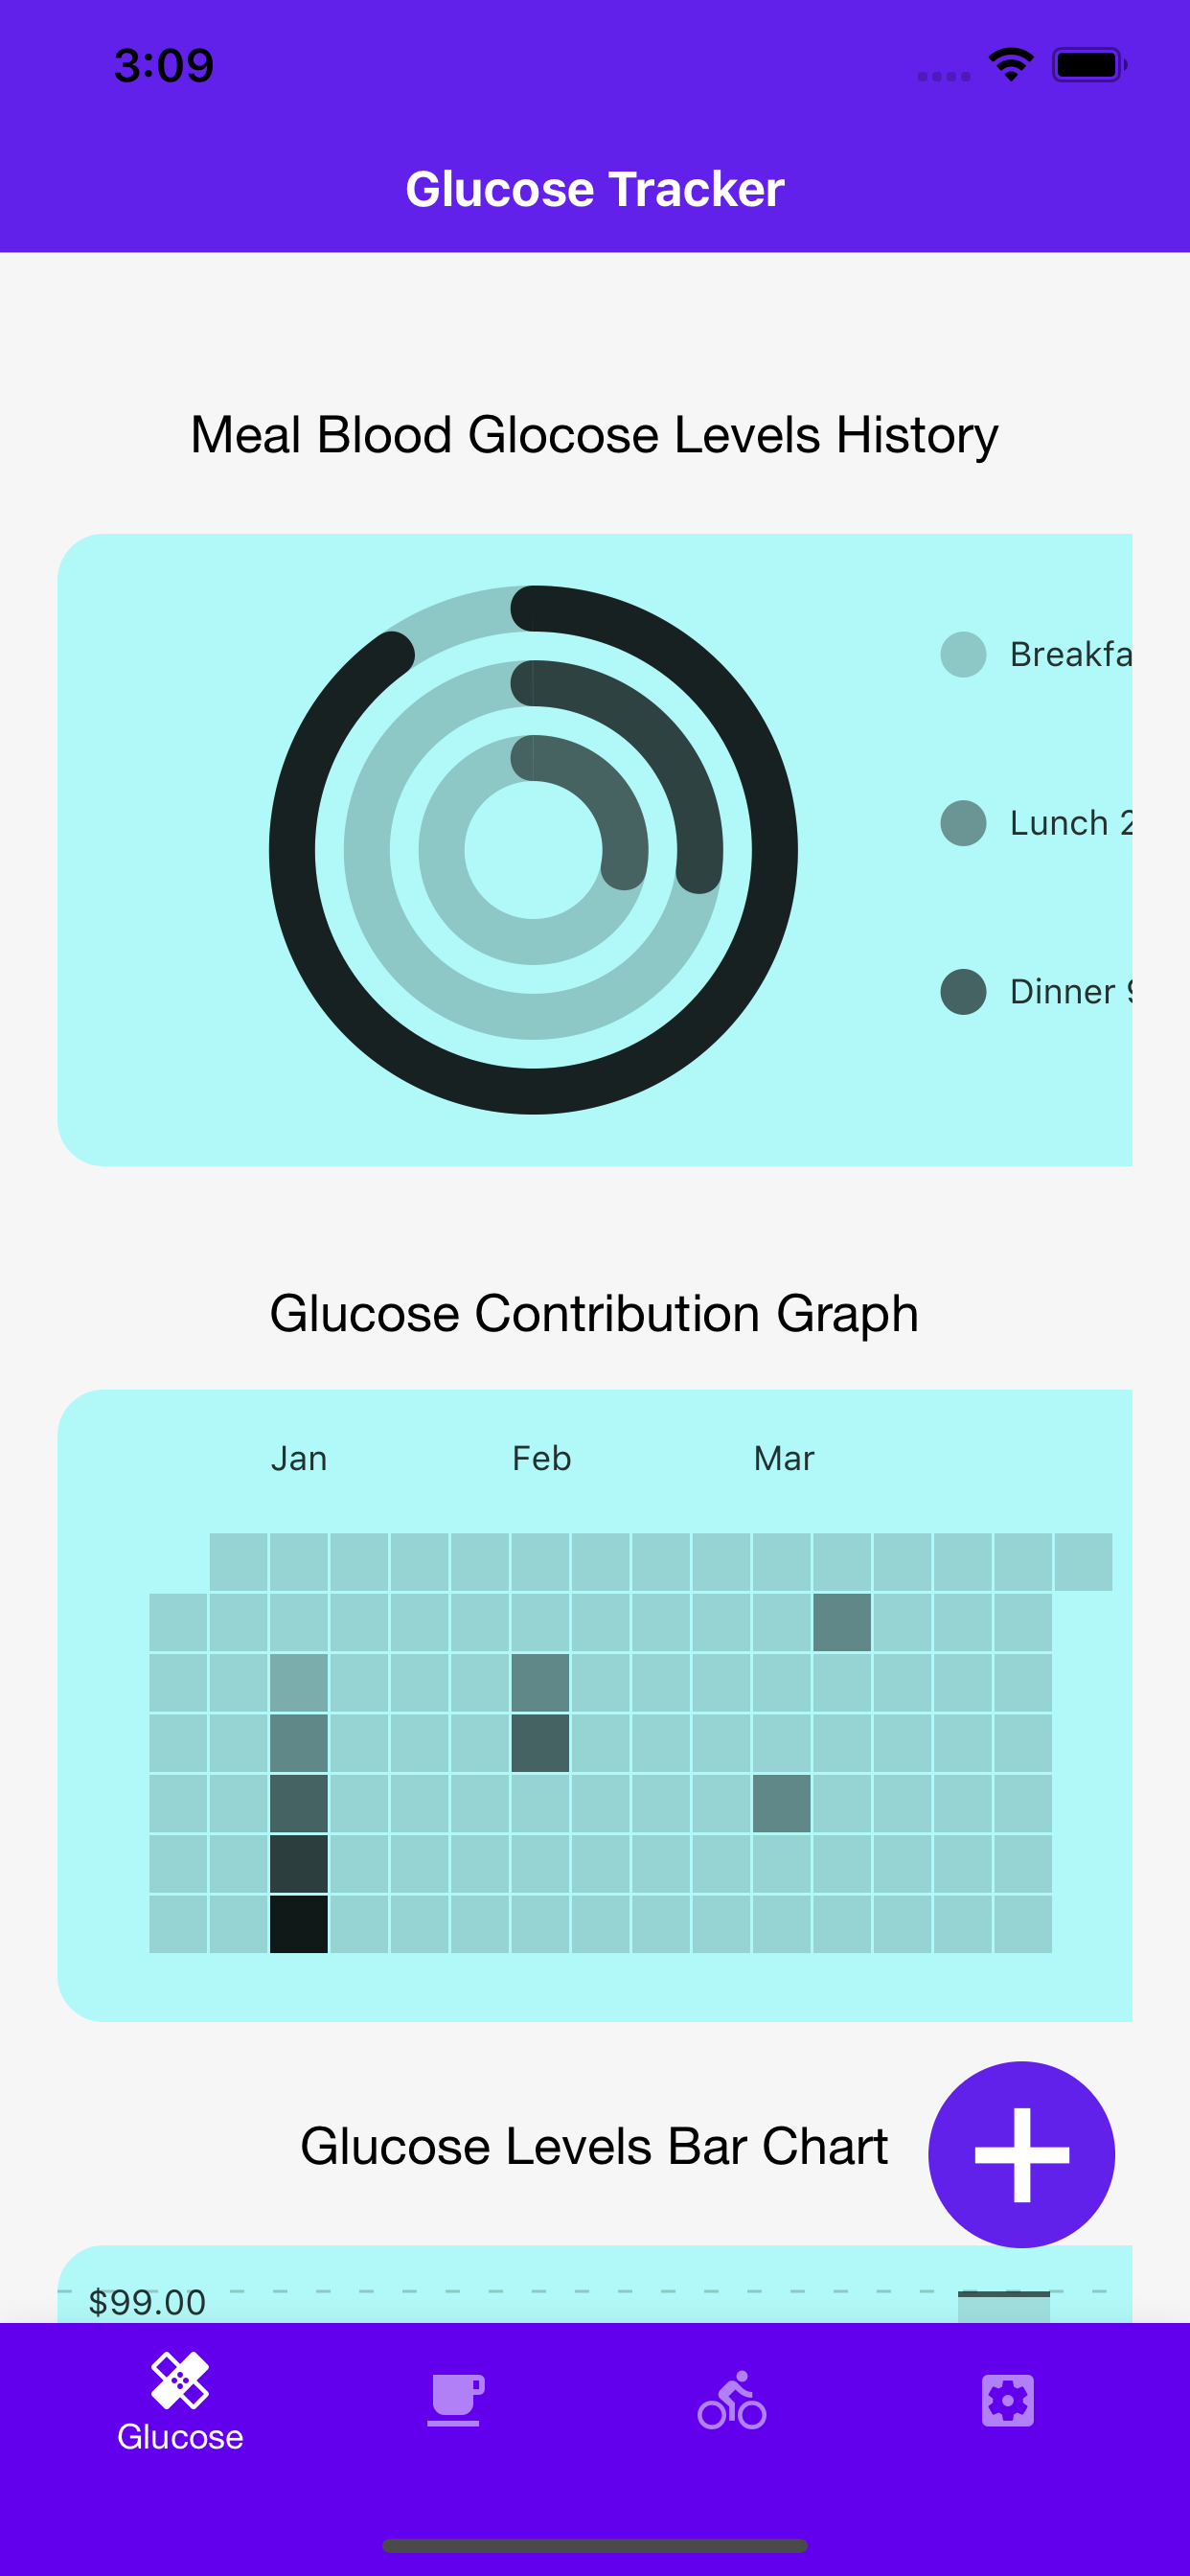 3:09
Glucose Tracker
Meal Blood Glocose Levels History
Breakfa
Lunch 2
Dinner 9
Glucose Contribution Graph
Jan Feb Mar
Glucose Levels Bar Chart
$99.00
Glucose